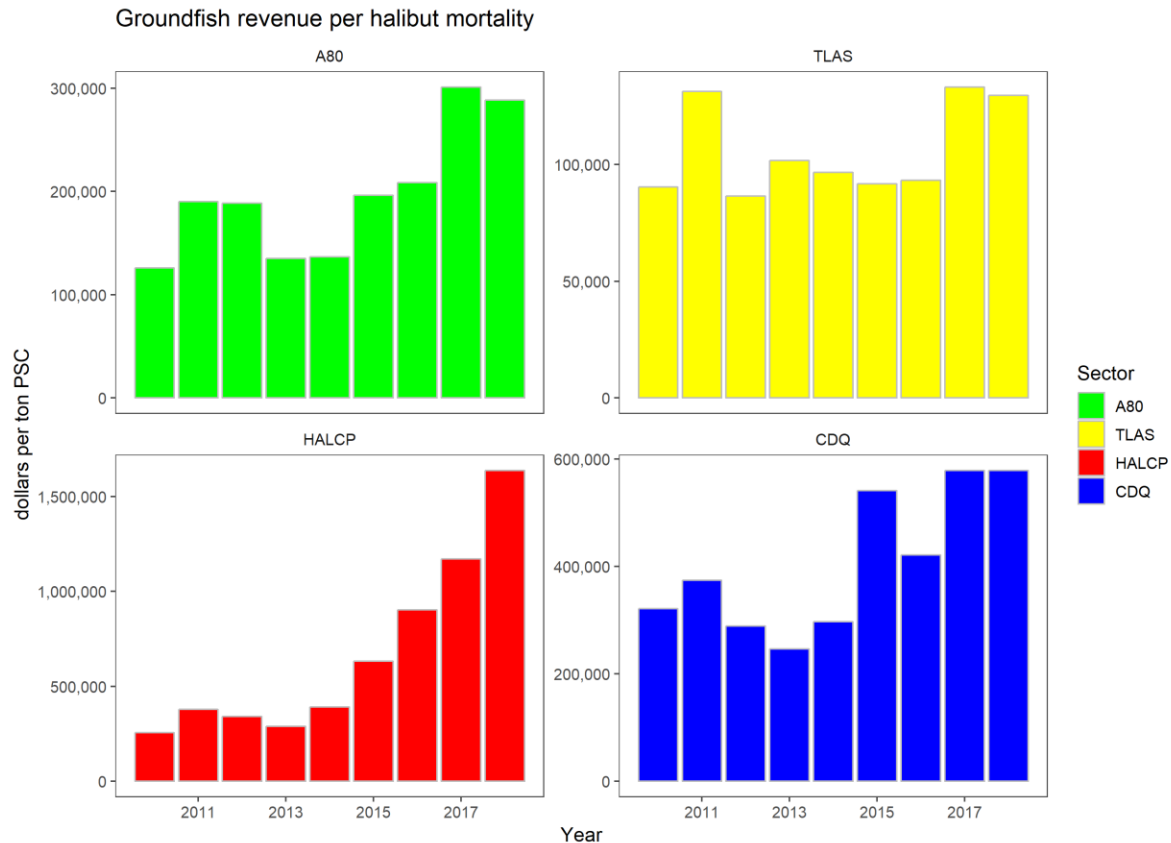 Groundfish revenue per halibut mortality
A80
TLAS
300,000
200,000
100,000
0
100,000
50,000
0
dollars per ton PSC
HALCP
CDQ
1,500,000
1,000,000
500,000
0
600,000
400,000
200,000
0
2011
2013
2015
2017
2011
2013
2015
2017
Year
Sector
A80
TLAS
HALCP
CDQ